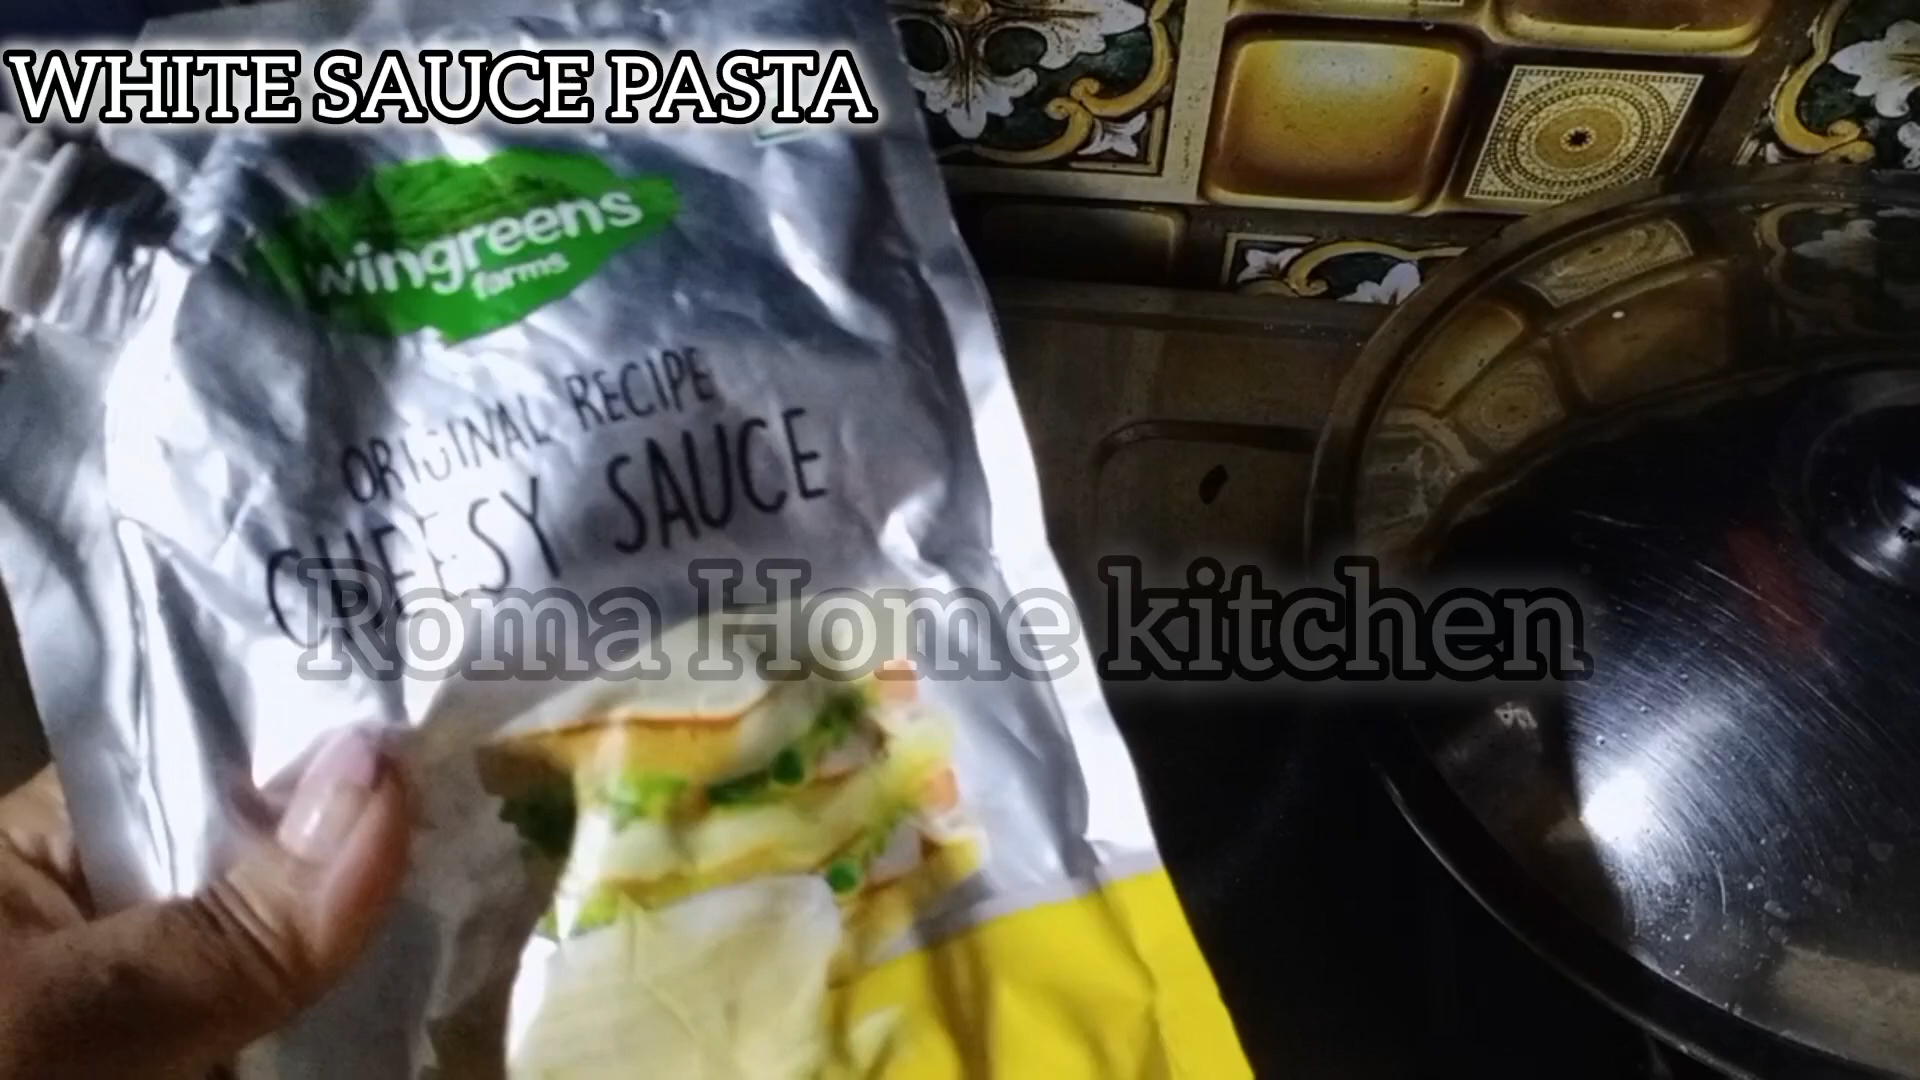 WHITE SAUCE PASTA
wingreens
farms
ORIGINAL RECIPE
CHEESY SAUCE
Roma Home kitchen